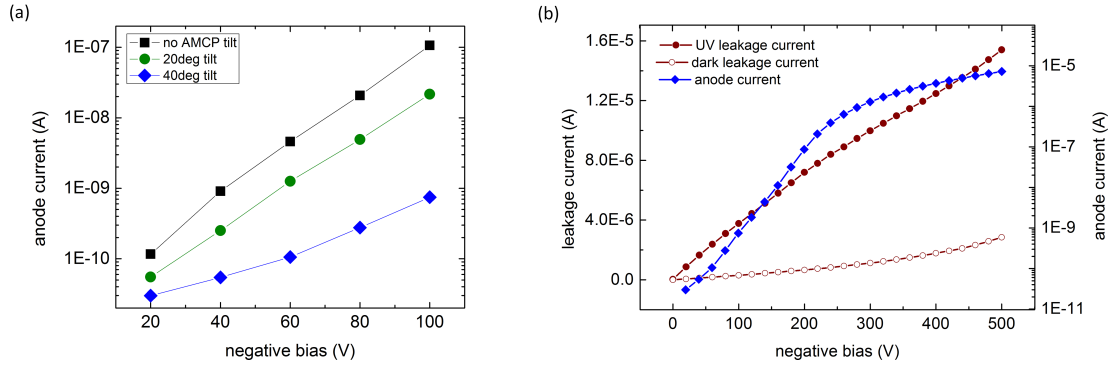 (a)
1E-07
1E-08
1E-09
1E-10
anode current (A)
no AMCP tilt
20deg tilt
40deg tilt
20
40
60
80
100
negative bias (V)
(b)
1.6E-5
1.2E-5
8.0E-6
4.0E-6
0.0
leakage current (A)
UV leakage current
dark leakage current
anode current
1E-5
1E-7
1E-9
1E-11
anode current (A)
0
100
200
300
400
500
negative bias (V)